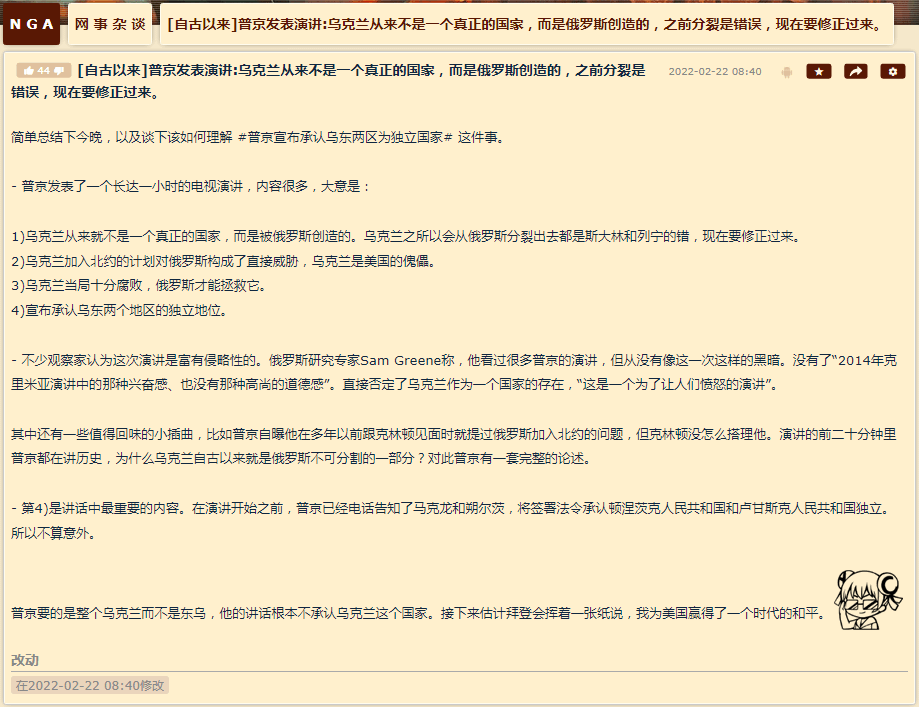 NGA 网事杂谈 [自古以来]普京发表演讲:乌克兰从来不是一个真正的国家，而是俄罗斯创造的，之前分裂是错误，现在要修正过来。
44 [自古以来]普京发表演讲:乌克兰从来不是一个真正的国家，而是俄罗斯创造的，之前分裂是 2022-02-22 08:40
错误，现在要修正过来。
简单总结下今晚，以及谈下该如何理解 #普京宣布承认乌东两区为独立国家# 这件事。
- 普京发表了一个长达一小时的电视演讲，内容很多，大意是：
1)乌克兰从来就不是一个真正的国家，而是被俄罗斯创造的。乌克兰之所以会从俄罗斯分裂出去都是斯大林和列宁的错，现在要修正过来。
2)乌克兰加入北约的计划对俄罗斯构成了直接威胁，乌克兰是美国的傀儡。
3)乌克兰当局十分腐败，俄罗斯才能拯救它。
4)宣布承认乌东两个地区的独立地位。
- 不少观察家认为这次演讲是富有侵略性的。俄罗斯研究专家Sam Greene称，他看过很多普京的演讲，但从没有像这一次这样的黑暗。没有了“2014年克
里米亚演讲中的那种兴奋感、也没有那种高尚的道德感”。直接否定了乌克兰作为一个国家的存在，“这是一个为了让人们愤怒的演讲”。
其中还有一些值得回味的小插曲，比如普京自曝他在多年以前跟克林顿见面时就提过俄罗斯加入北约的问题，但克林顿没怎么搭理他。演讲的前二十分钟里
普京都在讲历史，为什么乌克兰自古以来就是俄罗斯不可分割的一部分？对此普京有一套完整的论述。
- 第4)是讲话中最重要的内容。在演讲开始之前，普京已经电话告知了马克龙和朔尔茨，将签署法令承认顿涅茨克人民共和国和卢甘斯克人民共和国独立。
所以不算意外。
普京要的是整个乌克兰而不是东乌，他的讲话根本不承认乌克兰这个国家。接下来估计拜登会挥着一张纸说，我为美国赢得了一个时代的和平。
改动
在2022-02-22 08:40修改